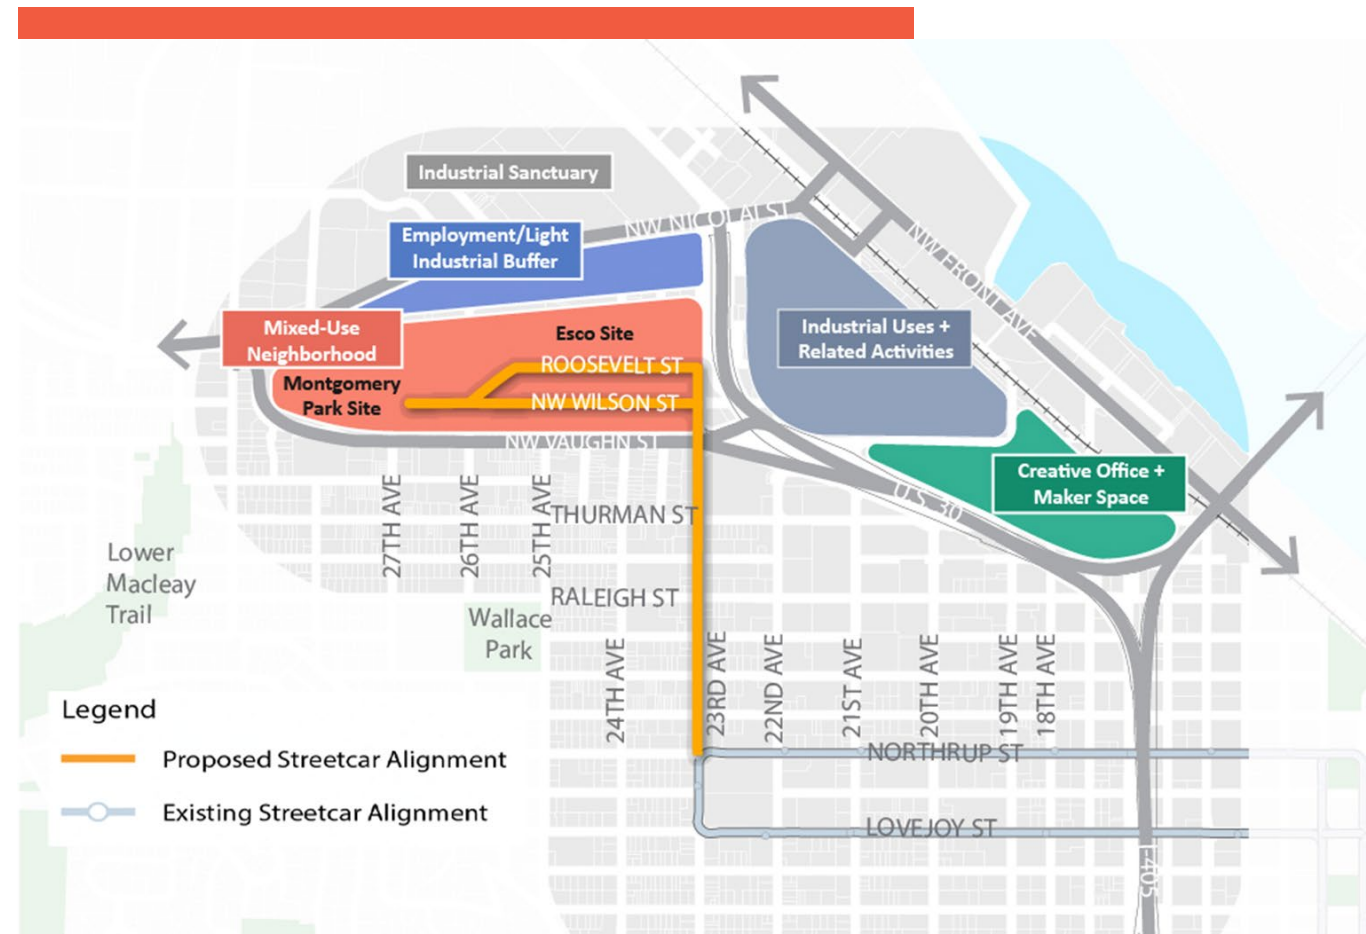 Industrial Sanctuary
NW NICOLAI ST
Employment/Light
Industrial Buffer
NW FRONT AVE
Mixed-Use
Neighborhood
Esco Site
Industrial Uses +
Related Activities
ROOSEVELT ST
Montgomery
Park Site
NW WILSON ST
NW VAUGHN ST
Creative Office +
Maker Space
U.S. 30
27TH AVE
26TH AVE
25TH AVE
THURMAN ST
Lower
Macleay
Trail
RALEIGH ST
Wallace
Park
24TH AVE
23RD AVE
22ND AVE
21ST AVE
20TH AVE
19TH AVE
18TH AVE
NORTHRUP ST
LOVEJOY ST
I-405
Legend
Proposed Streetcar Alignment
Existing Streetcar Alignment